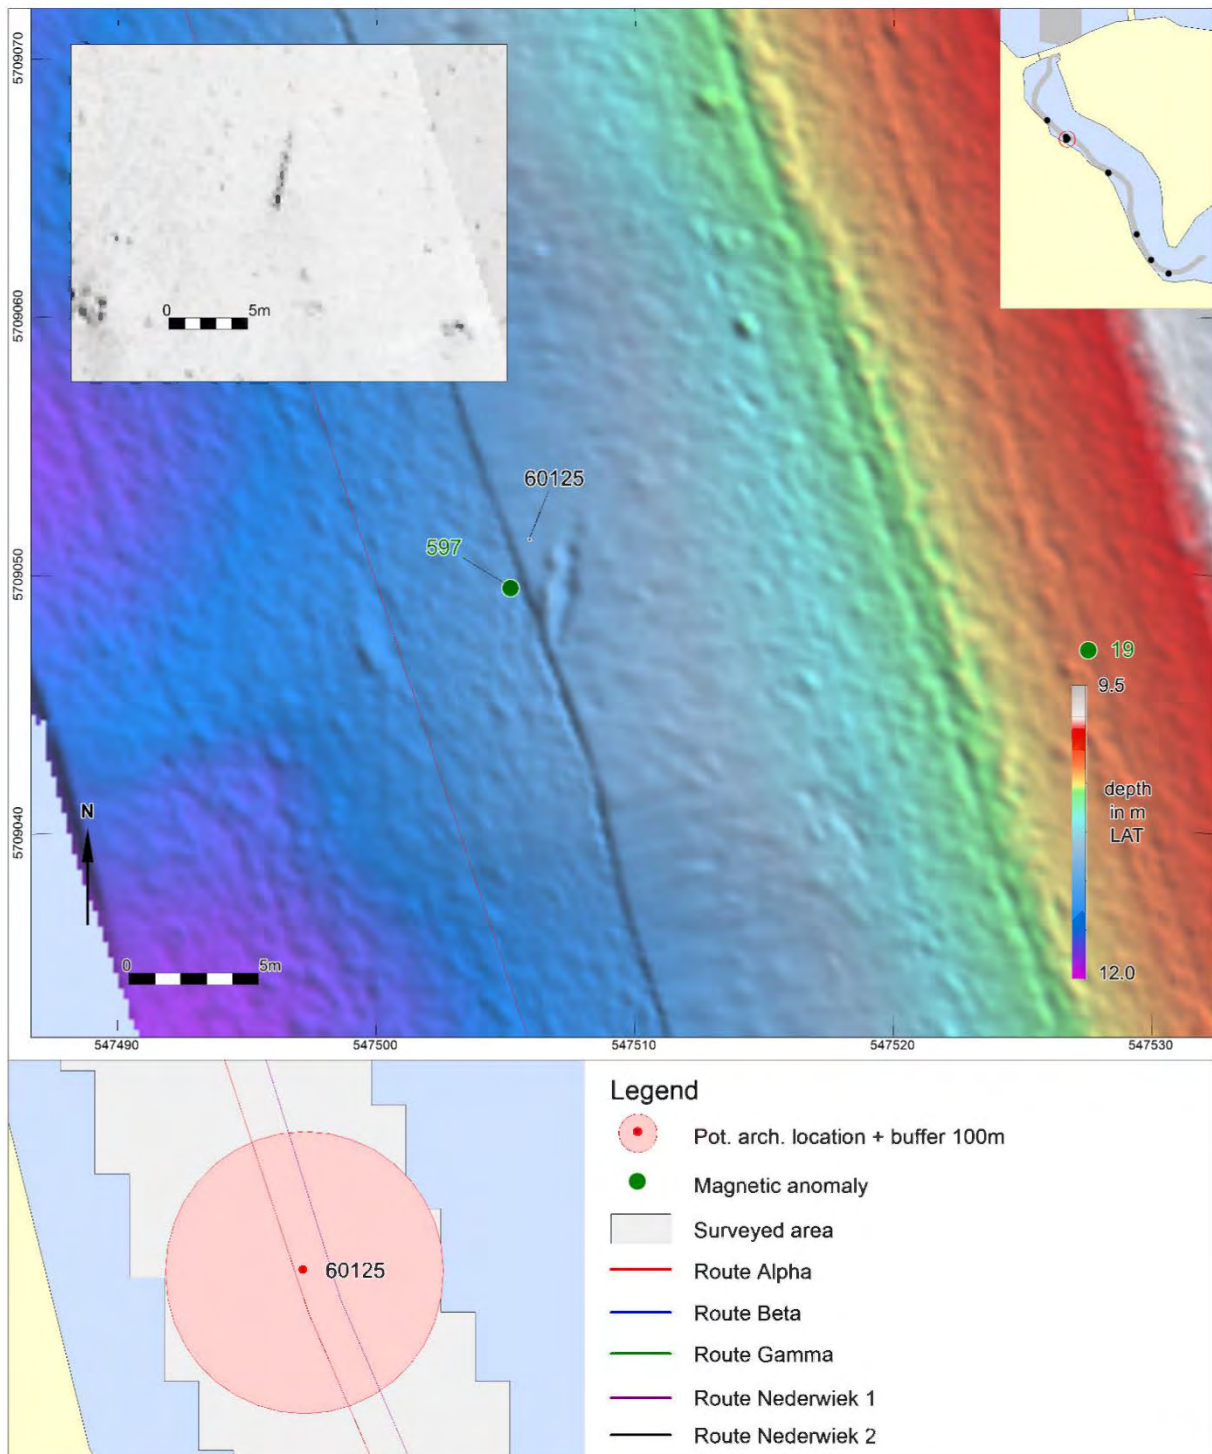 5709070
0 5m
5709060
60125
597
5709050
19
9.5
depth
in m
LAT
N
5709040
0 5m
12.0
547490 547500 547510 547520 547530
60125
Legend
Pot. arch. location + buffer 100m
Magnetic anomaly
Surveyed area
Route Alpha
Route Beta
Route Gamma
Route Nederwiek 1
Route Nederwiek 2